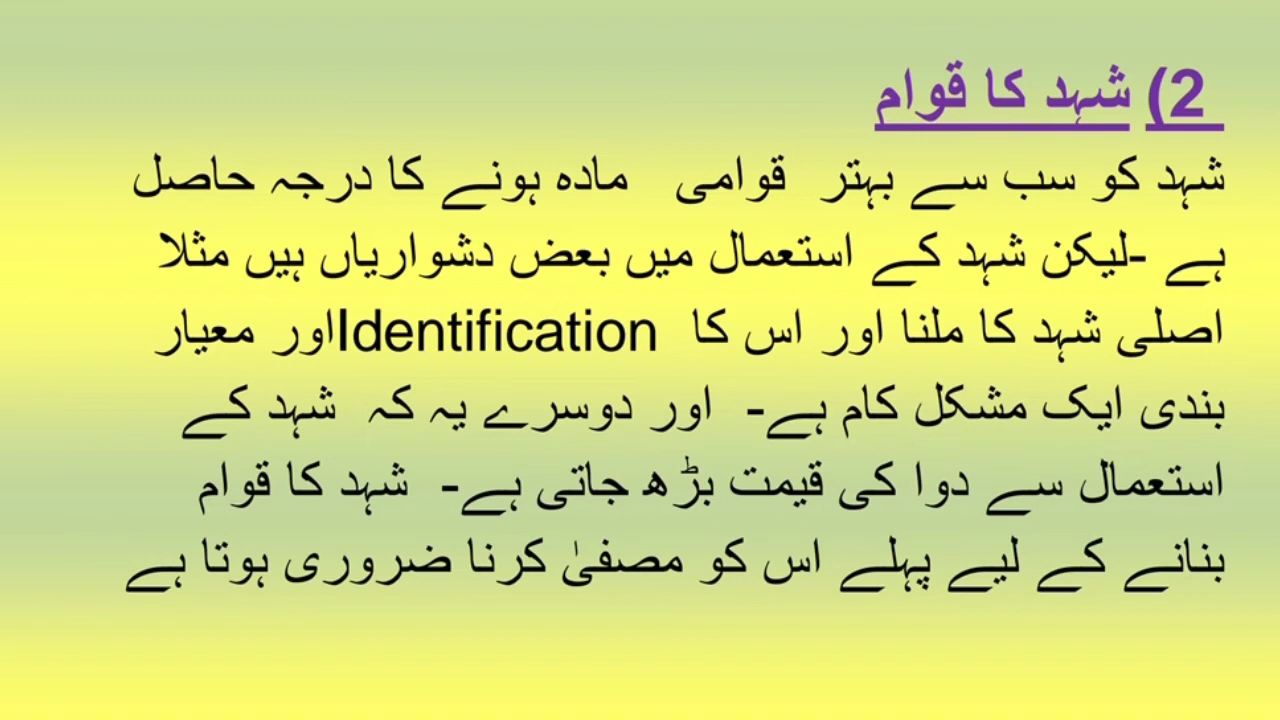 2) شہد کا قوام
شہد کو سب سے بہتر قوامی مادہ ہونے کا درجہ حاصل
ہے -لیکن شہد کے استعمال میں بعض دشواریاں ہیں مثلا
اصلی شہد کا ملنا اور اس کا Identificationاور معیار
بندی ایک مشکل کام ہے- اور دوسرے یہ کہ شہد کے
استعمال سے دوا کی قیمت بڑھ جاتی ہے- شہد کا قوام
بنانے کے لیے پہلے اس کو مصفیٰ کرنا ضروری ہوتا ہے